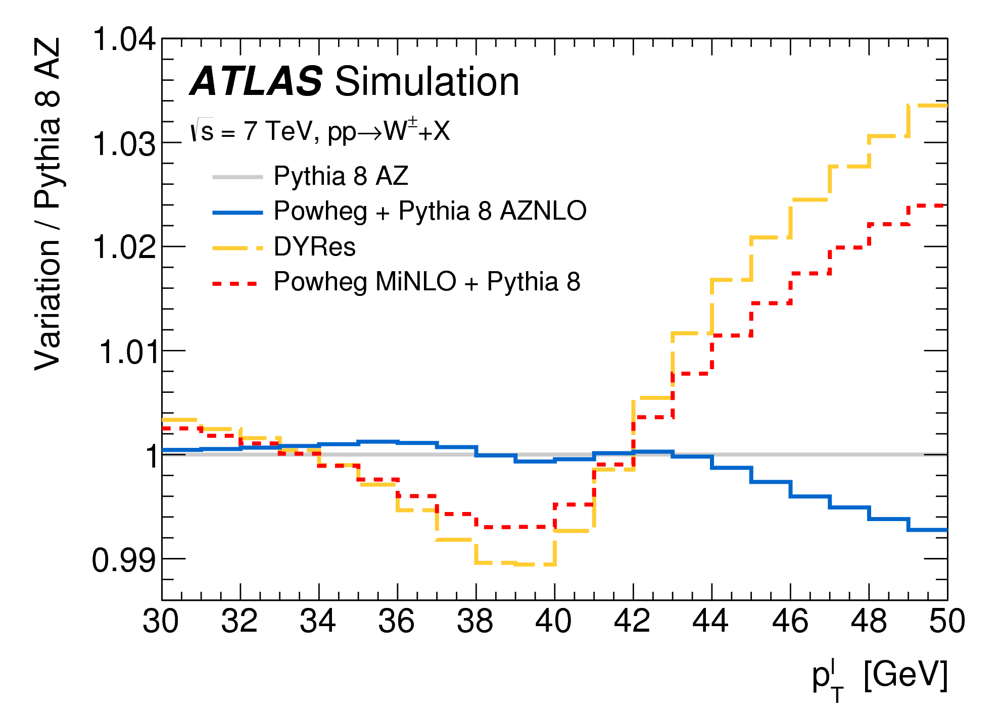 Variation / Pythia 8 AZ
1.04
1.03
1.02
1.01
1
0.99
ATLAS Simulation
√s = 7 TeV, pp→W±+X
Pythia 8 AZ
Powheg + Pythia 8 AZNLO
DYRes
Powheg MiNLO + Pythia 8
30 32 34 36 38 40 42 44 46 48 50
p_T^l [GeV]